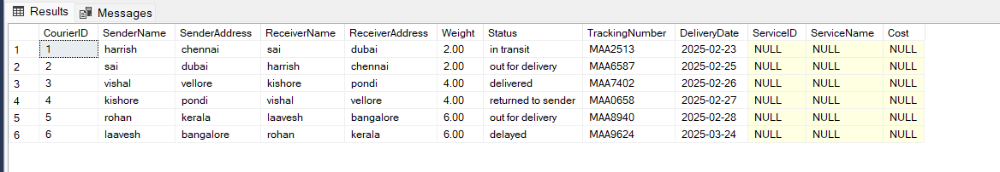 Results Messages
CourierID SenderName SenderAddress ReceiverName ReceiverAddress Weight Status TrackingNumber DeliveryDate ServiceID ServiceName Cost
1 1 harrish chennai sai dubai 2.00 in transit MAA2513 2025-02-23 NULL NULL NULL
2 2 sai dubai harrish chennai 2.00 out for delivery MAA6587 2025-02-25 NULL NULL NULL
3 3 vishal vellore kishore pondi 4.00 delivered MAA7402 2025-02-26 NULL NULL NULL
4 4 kishore pondi vishal vellore 4.00 returned to sender MAA0658 2025-02-27 NULL NULL NULL
5 5 rohan kerala laavesh bangalore 6.00 out for delivery MAA8940 2025-02-28 NULL NULL NULL
6 6 laavesh bangalore rohan kerala 6.00 delayed MAA9624 2025-03-24 NULL NULL NULL